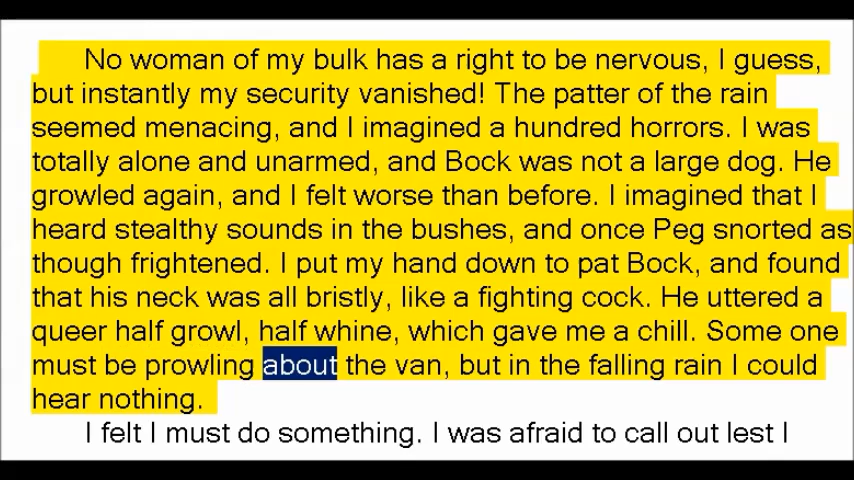 No woman of my bulk has a right to be nervous, I guess,
but instantly my security vanished! The patter of the rain
seemed menacing, and I imagined a hundred horrors. I was
totally alone and unarmed, and Bock was not a large dog. He
growled again, and I felt worse than before. I imagined that I
heard stealthy sounds in the bushes, and once Peg snorted as
though frightened. I put my hand down to pat Bock, and found
that his neck was all bristly, like a fighting cock. He uttered a
queer half growl, half whine, which gave me a chill. Some one
must be prowling about the van, but in the falling rain I could
hear nothing.
I felt I must do something. I was afraid to call out lest I